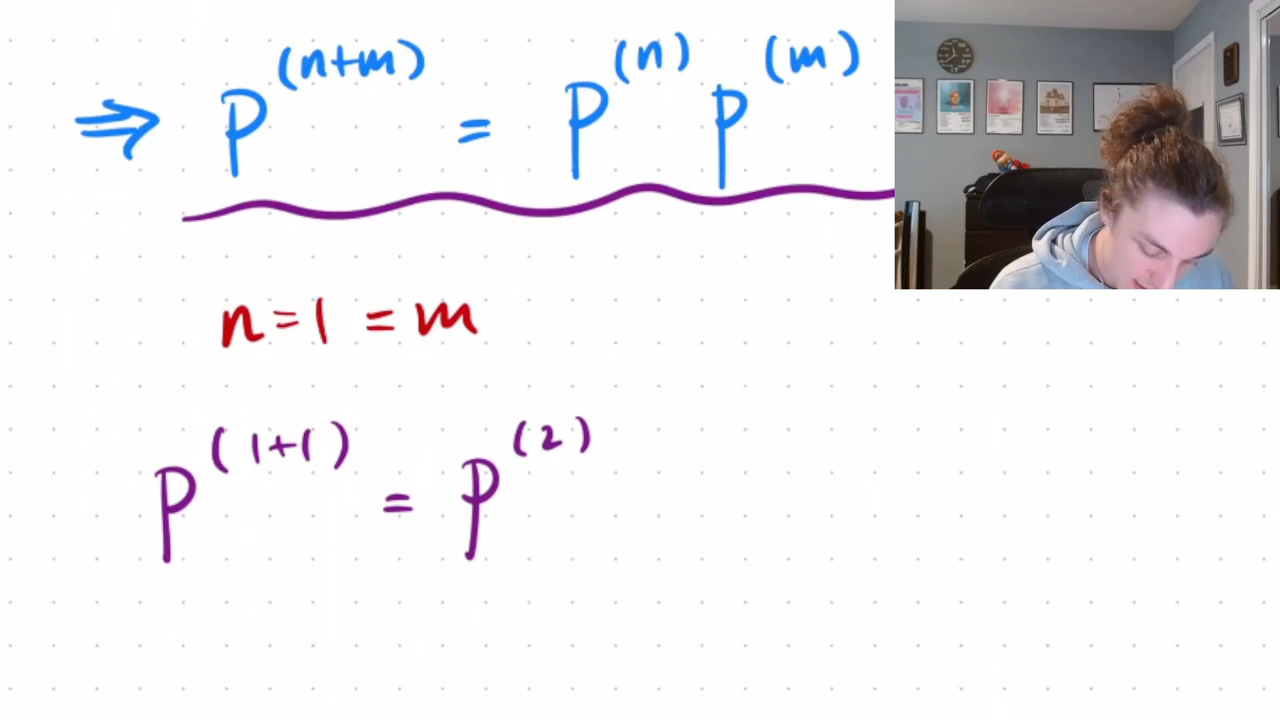 ⇒ P^(n+m) = P^(n) P^(m)
n=1 = m
P^(1+1) = P^(2)